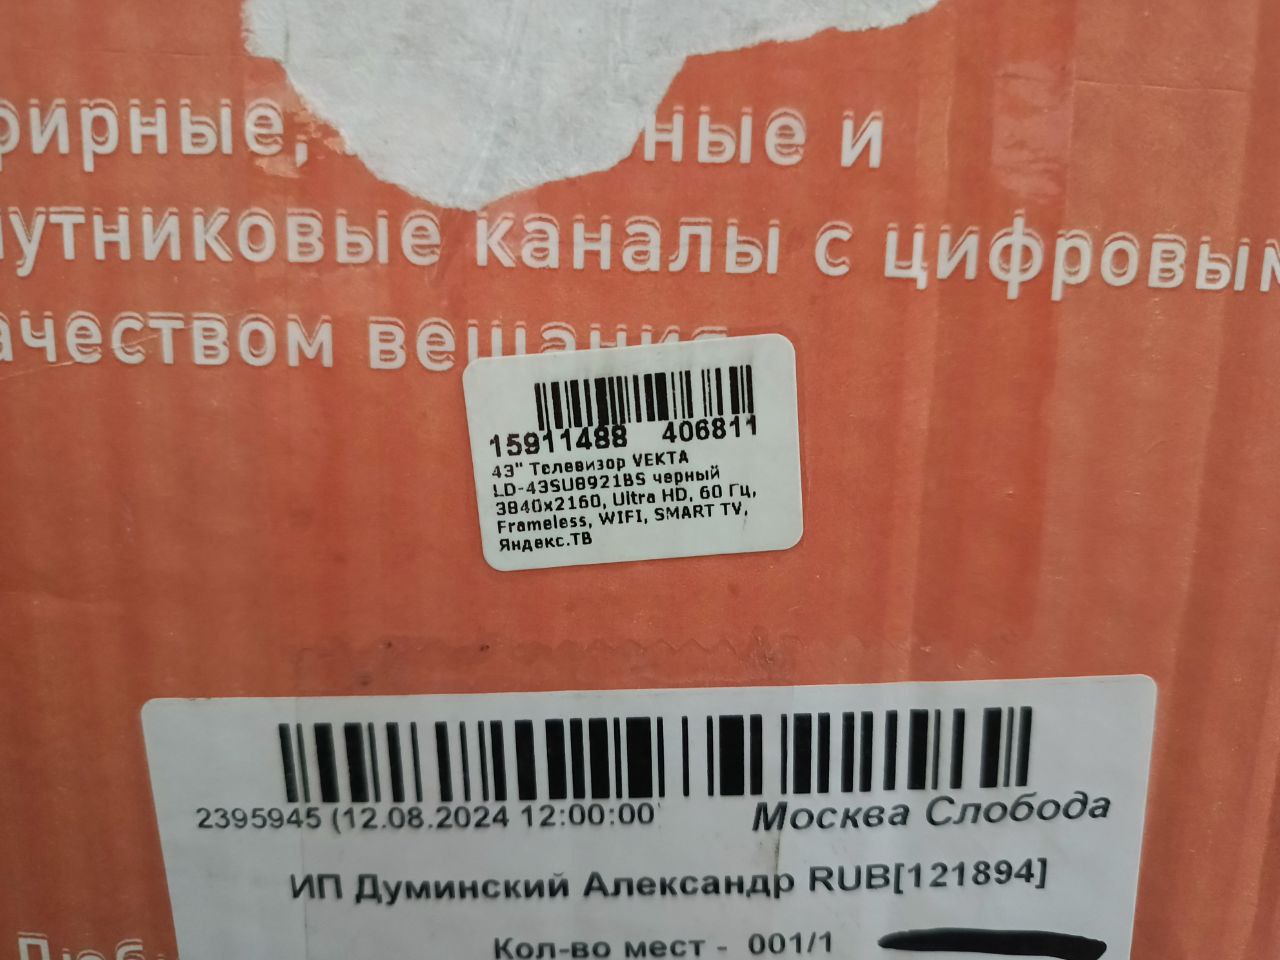 фирные, ные и
путниковые каналы с цифровым
ачеством вещания
15911488 406811
43" Телевизор VEKTA
LD-43SU8921BS черный
3840x2160, Ultra HD, 60 Гц,
Frameless, WIFI, SMART TV,
Яндекс.ТВ
2395945 (12.08.2024 12:00:00)
Москва Слобода
ИП Думинский Александр RUB[121894]
Кол-во мест - 001/1